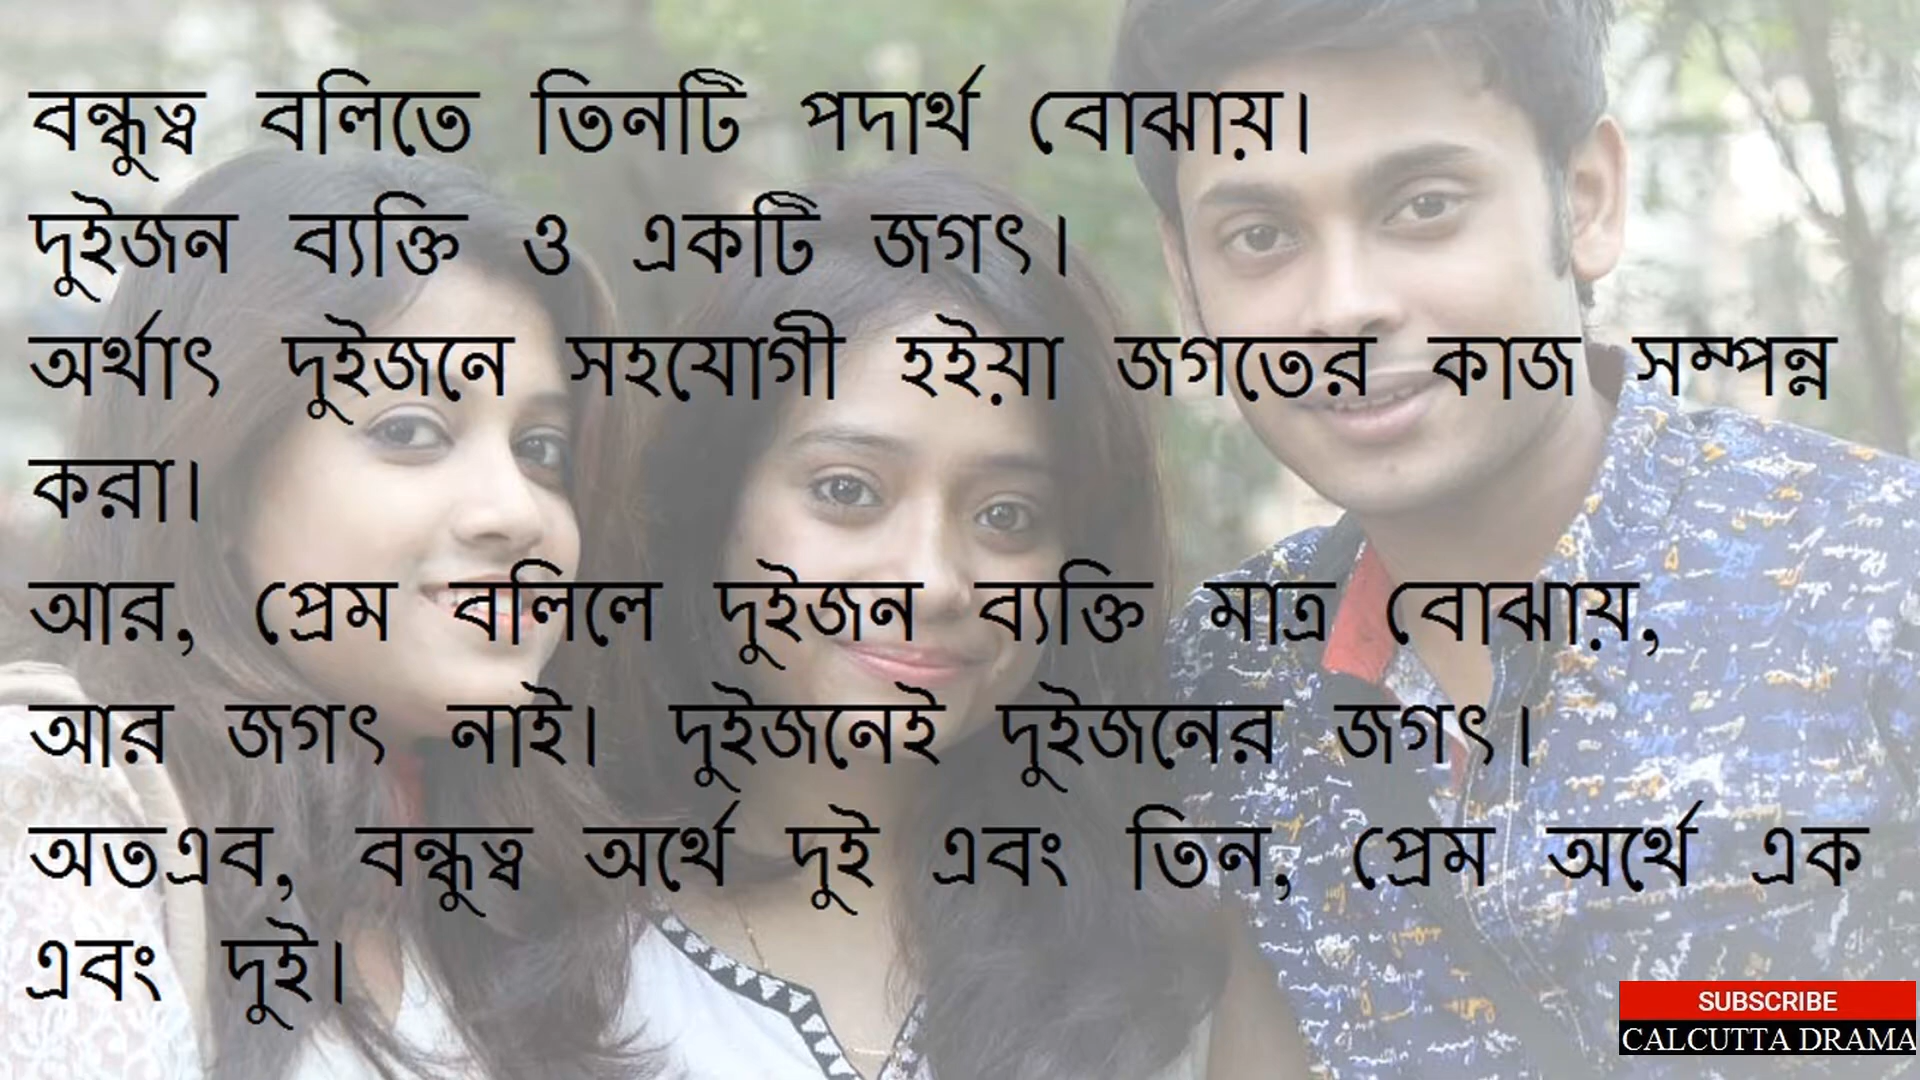 বন্ধুত্ব বলিতে তিনটি পদার্থ বোঝায়।
দুইজন ব্যক্তি ও একটি জগৎ।
অর্থাৎ দুইজনে সহযোগী হইয়া জগতের কাজ সম্পন্ন
করা।
আর, প্রেম বলিলে দুইজন ব্যক্তি মাত্র বোঝায়,
আর জগৎ নাই। দুইজনেই দুইজনের জগৎ।
অতএব, বন্ধুত্ব অর্থে দুই এবং তিন, প্রেম অর্থে এক
এবং দুই।
SUBSCRIBE
CALCUTTA DRAMA